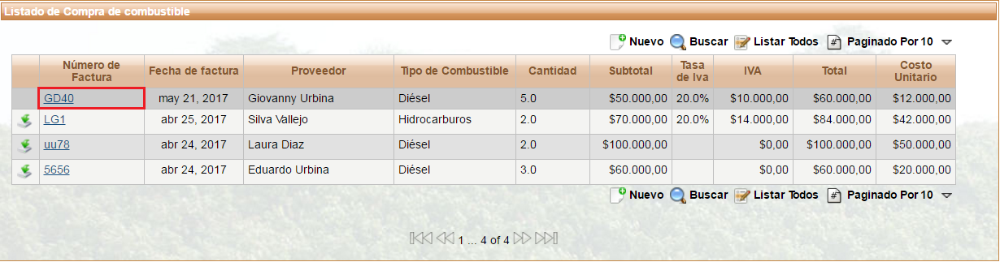 Listado de Compra de combustible
Nuevo Buscar Listar Todos # Paginado Por 10
Número de Factura Fecha de factura Proveedor Tipo de Combustible Cantidad Subtotal Tasa de Iva IVA Total Costo Unitario
GD40 may 21, 2017 Giovanny Urbina Diésel 5.0 $50.000,00 20.0% $10.000,00 $60.000,00 $12.000,00
LG1 abr 25, 2017 Silva Vallejo Hidrocarburos 2.0 $70.000,00 20.0% $14.000,00 $84.000,00 $42.000,00
uu78 abr 24, 2017 Laura Diaz Diésel 2.0 $100.000,00 $0,00 $100.000,00 $50.000,00
5656 abr 24, 2017 Eduardo Urbina Diésel 3.0 $60.000,00 $0,00 $60.000,00 $20.000,00
Nuevo Buscar Listar Todos # Paginado Por 10
1 ... 4 of 4